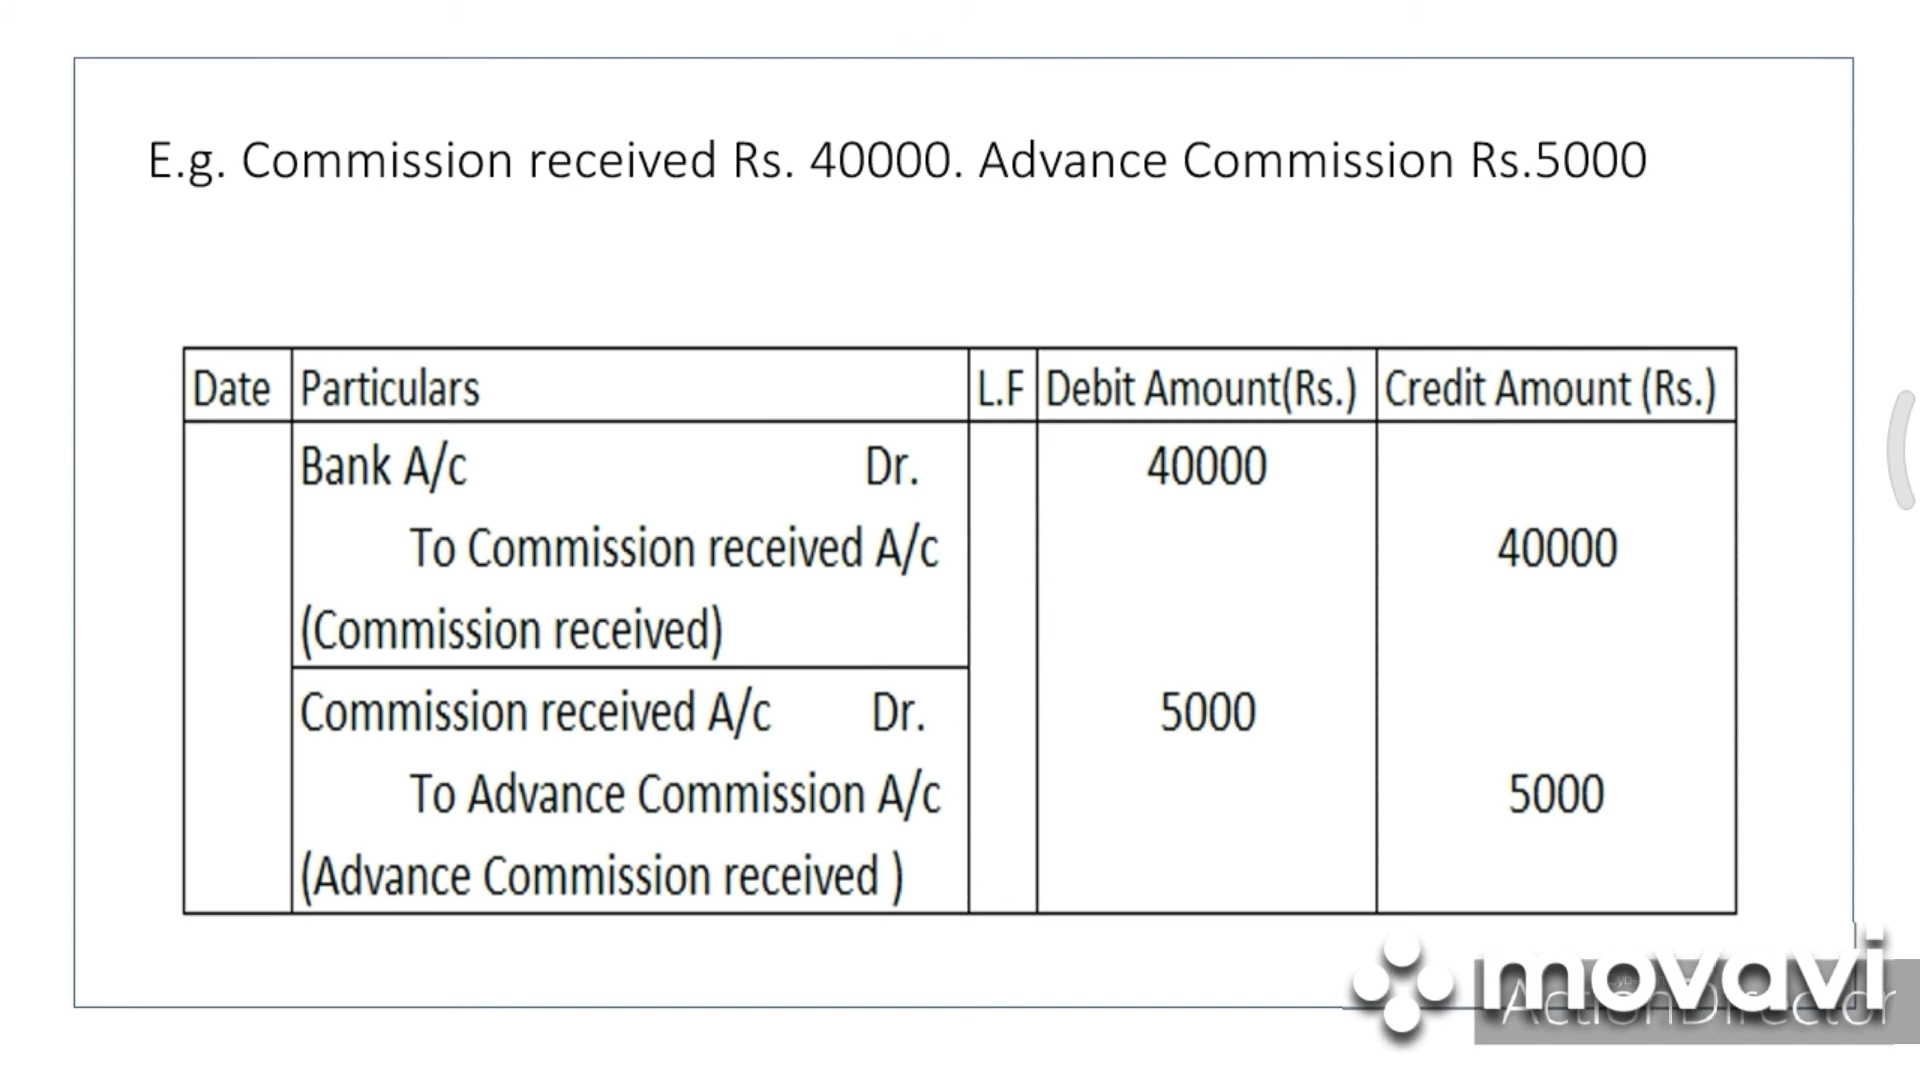 E.g. Commission received Rs. 40000. Advance Commission Rs.5000
Date Particulars L.F Debit Amount(Rs.) Credit Amount (Rs.)
Bank A/c Dr. 40000
To Commission received A/c 40000
(Commission received)
Commission received A/c Dr. 5000
To Advance Commission A/c 5000
(Advance Commission received )
movavi
ActionDirector